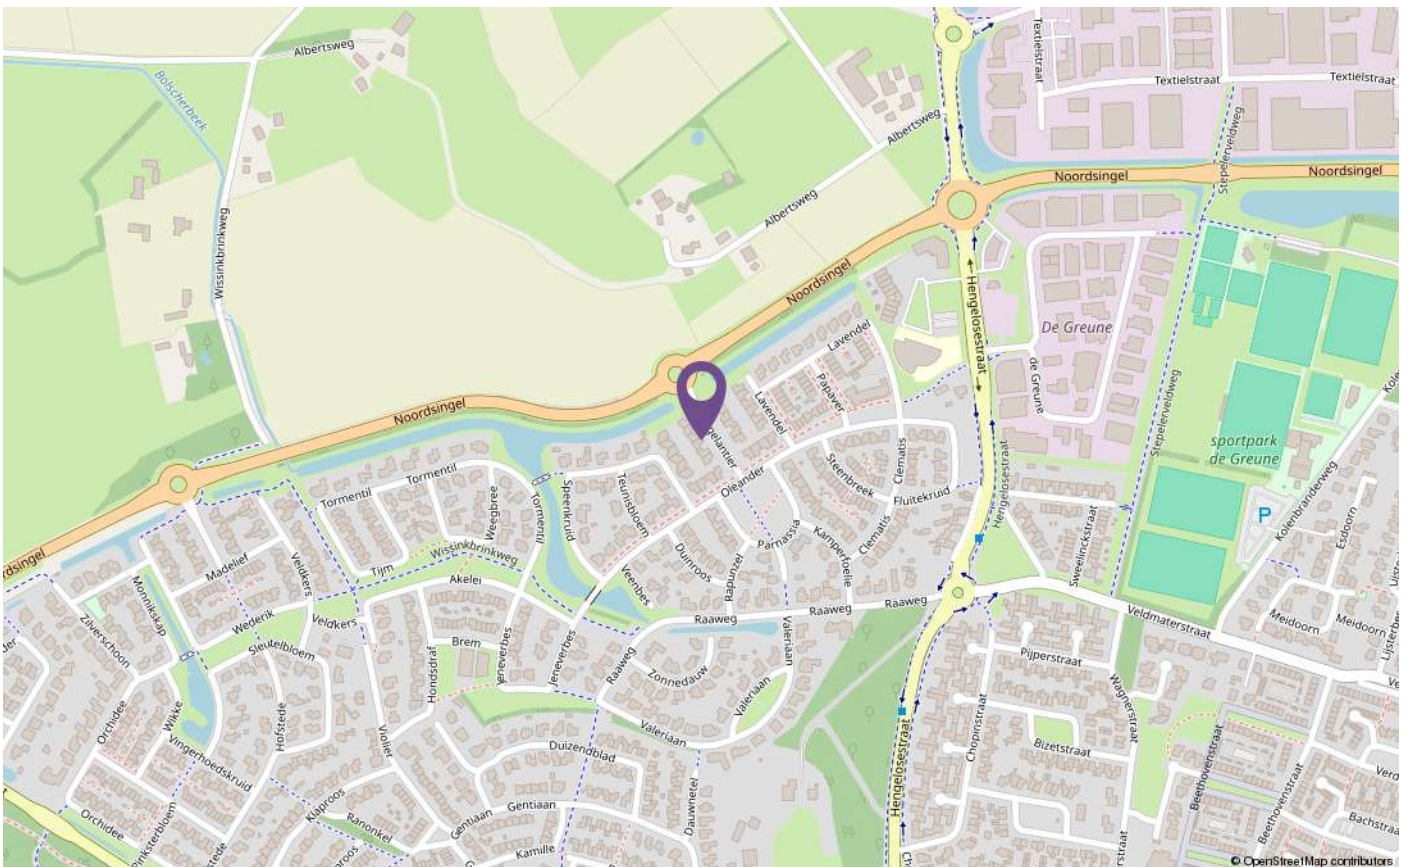 Albertsweg
Bolscherbeek
Wissinkbrinkweg
Albertsweg
Albertsweg
Textielstraat
Textielstraat
Textielstraat
Noordsingel
Noordsingel
Stepelerveldweg
Noordsingel
Noordsingel
Hengelosestraat
De Greune
de Greune
Stepelerveldweg
sportpark
de Greune
Kolenbranderweg
P
Lavendel
Papaver
Lavendel
Oleander
Steenbreek
Clematis
Fluitekruid
Clematis
Kamperfoelie
Parnassia
Rapunzel
Duinroos
Teunisbloem
Speenkruid
Veenbes
Tormentil
Tormentil
Tormentil
Weegbree
Wissinkbrinkweg
Tijm
Akelei
Madelief
Veldkers
Veldkers
Wederik
Monnikskap
Zilverschoon
Sleutelbloem
Brem
Hondsdraf
Jeneverbes
Jeneverbes
Raaweg
Raaweg
Raaweg
Raaweg
Zonnedauw
Valeriaan
Valeriaan
Valeriaan
Hengelosestraat
Hengelosestraat
Sweelinckstraat
Veldmaterstraat
Esdoorn
Meidoorn
Meidoorn
Pijperstraat
Wagnerstraat
Chopinstraat
Bizetstraat
Beethovenstraat
Beethovenstraat
Orchidee
Wikke
Hofstede
Vingerhoedskruid
Violier
Duizendblad
Klaproos
Ranonkel
Gentiaan
Gentiaan
Kamille
Dauwnetel
Orchidee
Pinksterbloem
© OpenStreetMap contributors